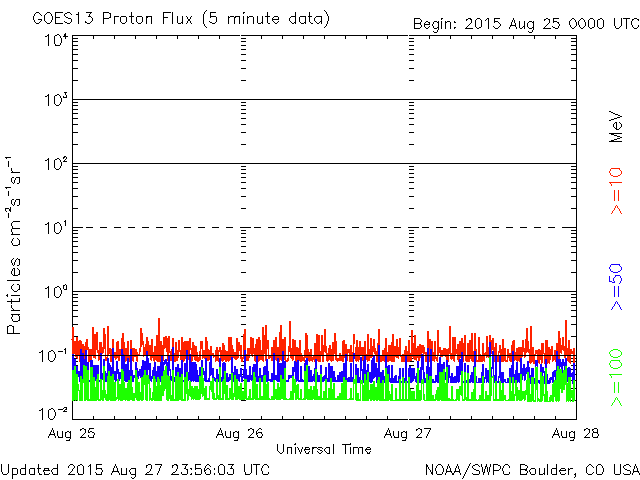 GOES13 Proton Flux (5 minute data)
Begin: 2015 Aug 25 0000 UTC
Particles cm⁻²s⁻¹sr⁻¹
10⁴
10³
10²
10¹
10⁰
10⁻¹
10⁻²
MeV
>=10
>=50
>=100
Aug 25
Aug 26
Aug 27
Aug 28
Universal Time
Updated 2015 Aug 27 23:56:03 UTC
NOAA/SWPC Boulder, CO USA